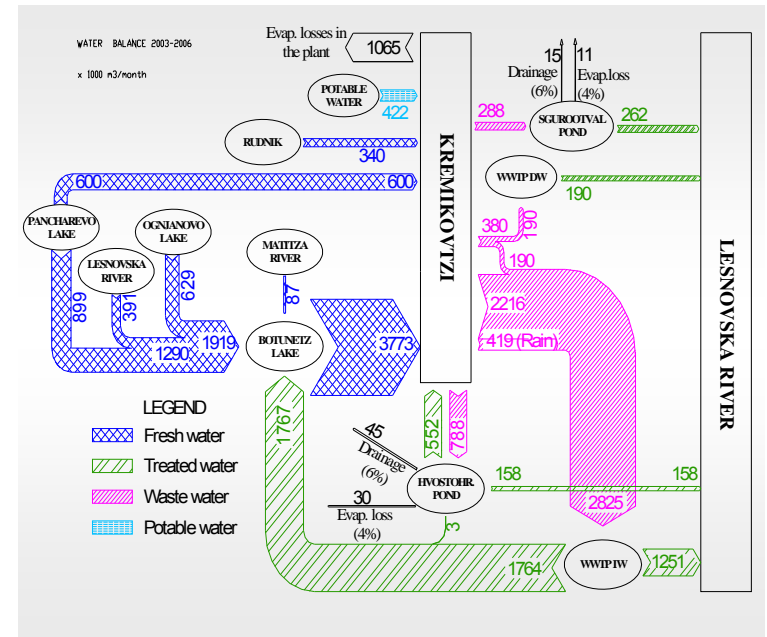 WATER BALANCE 2003-2006
x 1000 m3/month
Evap. losses in
the plant
1065
POTABLE
WATER
422
RUDNIK
340
600
600
PANCHAREVO
LAKE
OGNIANOVO
LAKE
LESNOVSKA
RIVER
MATITZA
RIVER
899
391
629
87
1290
1919
BOTUNETZ
LAKE
3773
KREMIKOVTZI
15
11
Drainage
(6%)
Evap.loss
(4%)
288
SGUROOTVAL
POND
262
WWTP DW
190
380
190
190
2216
419 (Rain)
LESNOVSKA RIVER
LEGEND
Fresh water
Treated water
Waste water
Potable water
1767
552
788
45
Drainage
(6%)
30
Evap. loss
(4%)
HVOSTOHR.
POND
158
158
3
2825
1764
WWTP IW
1251